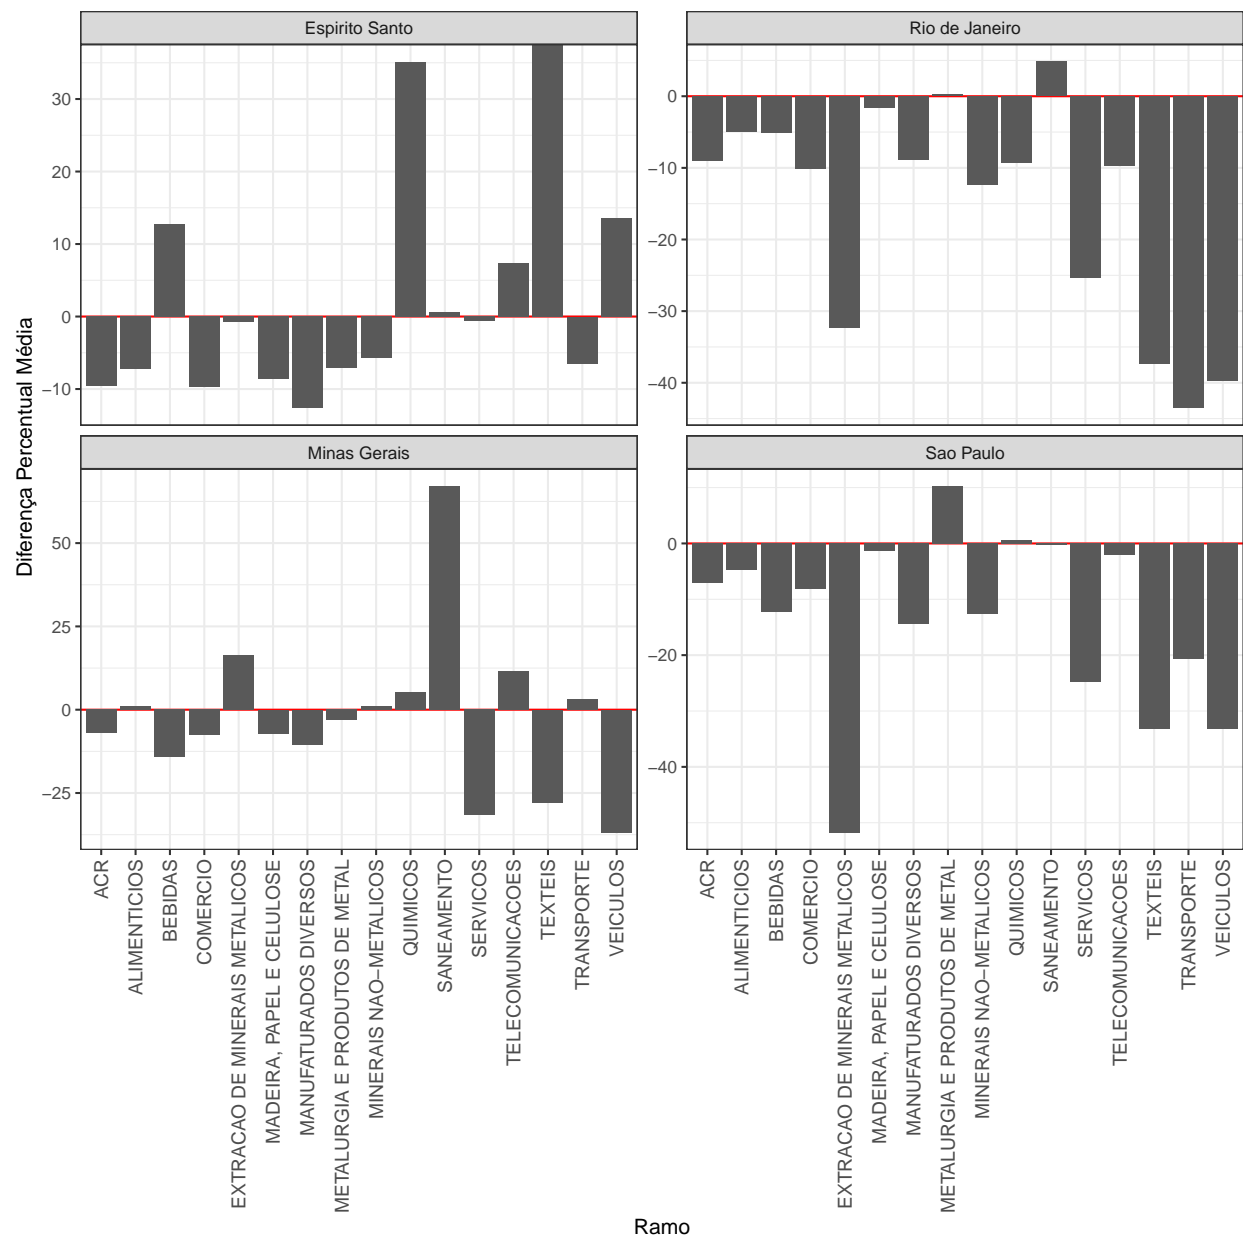 Espirito Santo
30
20
10
0
−10
Rio de Janeiro
0
−10
−20
−30
−40
Minas Gerais
50
25
0
−25
Sao Paulo
0
−20
−40
Diferença Percentual Média
ACR
ALIMENTICIOS
BEBIDAS
COMERCIO
EXTRACAO DE MINERAIS METALICOS
MADEIRA, PAPEL E CELULOSE
MANUFATURADOS DIVERSOS
METALURGIA E PRODUTOS DE METAL
MINERAIS NAO−METALICOS
QUIMICOS
SANEAMENTO
SERVICOS
TELECOMUNICACOES
TEXTEIS
TRANSPORTE
VEICULOS
ACR
ALIMENTICIOS
BEBIDAS
COMERCIO
EXTRACAO DE MINERAIS METALICOS
MADEIRA, PAPEL E CELULOSE
MANUFATURADOS DIVERSOS
METALURGIA E PRODUTOS DE METAL
MINERAIS NAO−METALICOS
QUIMICOS
SANEAMENTO
SERVICOS
TELECOMUNICACOES
TEXTEIS
TRANSPORTE
VEICULOS
Ramo